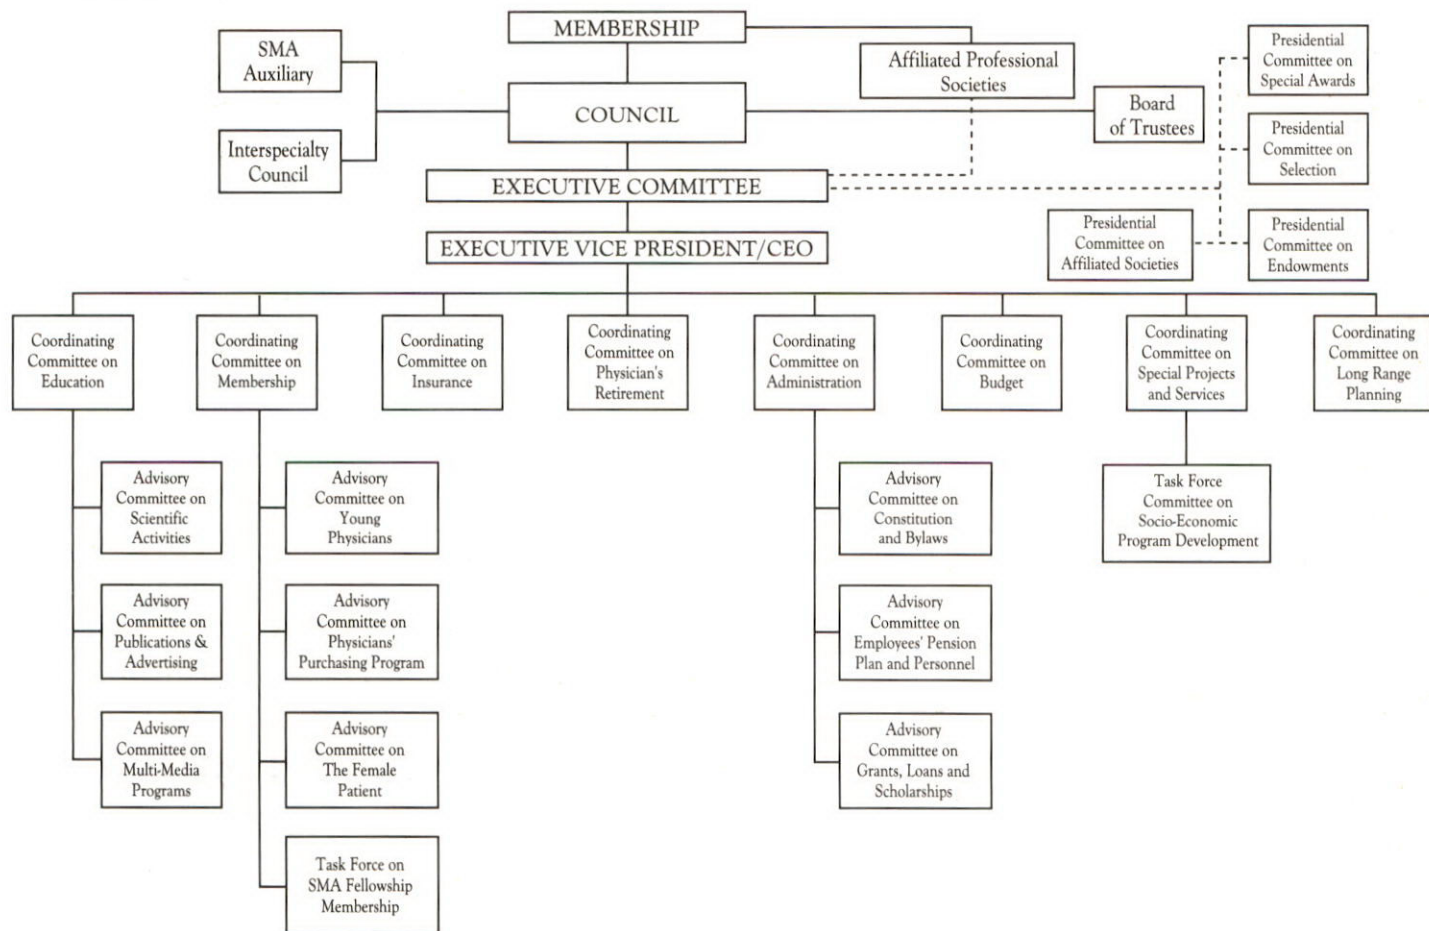 MEMBERSHIP
SMA
Auxiliary
Affiliated Professional
Societies
Presidential
Committee on
Special Awards
COUNCIL
Board
of Trustees
Interspecialty
Council
Presidential
Committee on
Selection
EXECUTIVE COMMITTEE
EXECUTIVE VICE PRESIDENT/CEO
Presidential
Committee on
Affiliated Societies
Presidential
Committee on
Endowments
Coordinating
Committee on
Education
Coordinating
Committee on
Membership
Coordinating
Committee on
Insurance
Coordinating
Committee on
Physician's
Retirement
Coordinating
Committee on
Administration
Coordinating
Committee on
Budget
Coordinating
Committee on
Special Projects
and Services
Coordinating
Committee on
Long Range
Planning
Advisory
Committee on
Scientific
Activities
Advisory
Committee on
Publications &
Advertising
Advisory
Committee on
Multi-Media
Programs
Advisory
Committee on
Young
Physicians
Advisory
Committee on
Physicians'
Purchasing Program
Advisory
Committee on
The Female
Patient
Task Force on
SMA Fellowship
Membership
Advisory
Committee on
Constitution
and Bylaws
Advisory
Committee on
Employees' Pension
Plan and Personnel
Advisory
Committee on
Grants, Loans and
Scholarships
Task Force
Committee on
Socio-Economic
Program Development